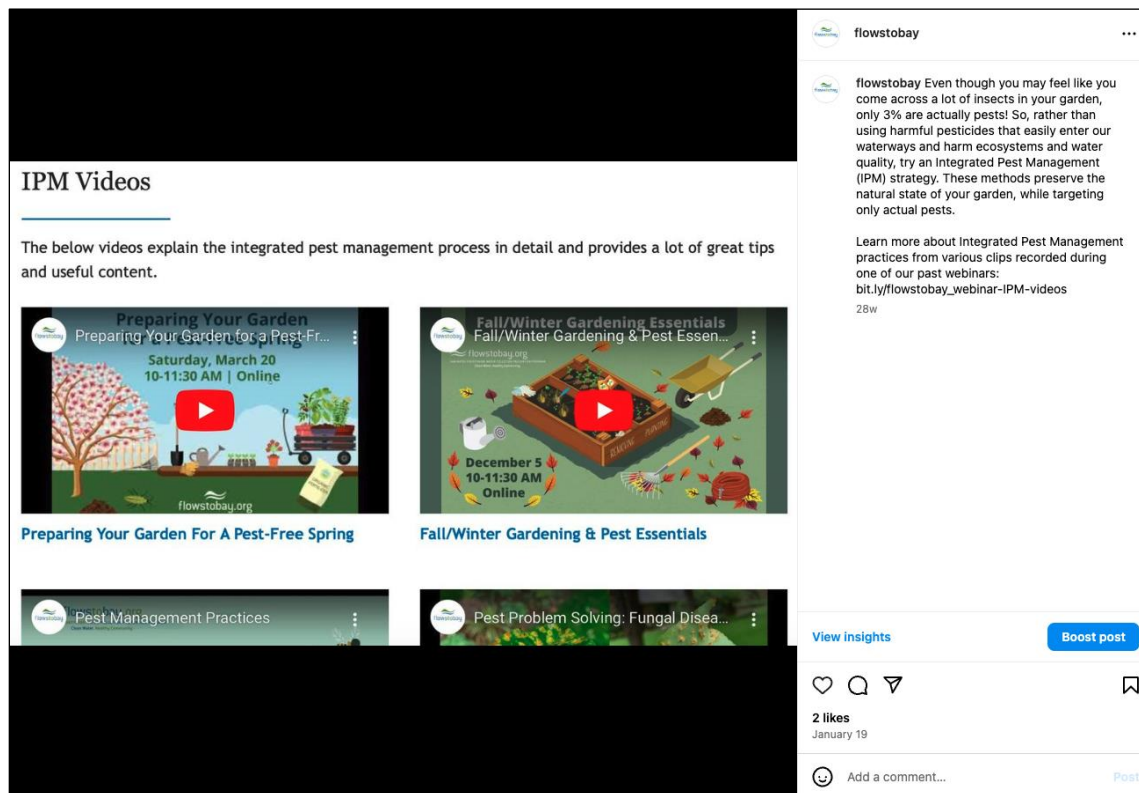 IPM Videos
The below videos explain the integrated pest management process in detail and provides a lot of great tips
and useful content.
Preparing Your Garden
Preparing Your Garden for a Pest-Fr...
for a Pest-Free Spring
Saturday, March 20
10-11:30 AM | Online
flowstobay.org
Preparing Your Garden For A Pest-Free Spring
Fall/Winter Gardening Essentials
Fall/Winter Gardening & Pest Essen...
flowstobay.org
December 5
10-11:30 AM
Online
PLANTING
Fall/Winter Gardening & Pest Essentials
Pest Management Practices
Pest Problem Solving: Fungal Disea...
flowstobay
flowstobay Even though you may feel like you
come across a lot of insects in your garden,
only 3% are actually pests! So, rather than
using harmful pesticides that easily enter our
waterways and harm ecosystems and water
quality, try an Integrated Pest Management
(IPM) strategy. These methods preserve the
natural state of your garden, while targeting
only actual pests.
Learn more about Integrated Pest Management
practices from various clips recorded during
one of our past webinars:
bit.ly/flowstobay_webinar-IPM-videos
28w
View insights
Boost post
2 likes
January 19
Add a comment...
Post